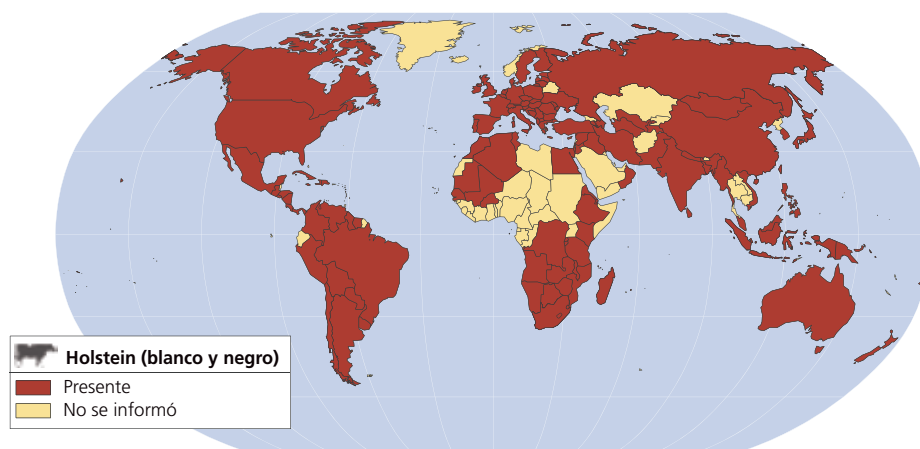 Holstein (blanco y negro)
Presente
No se informó